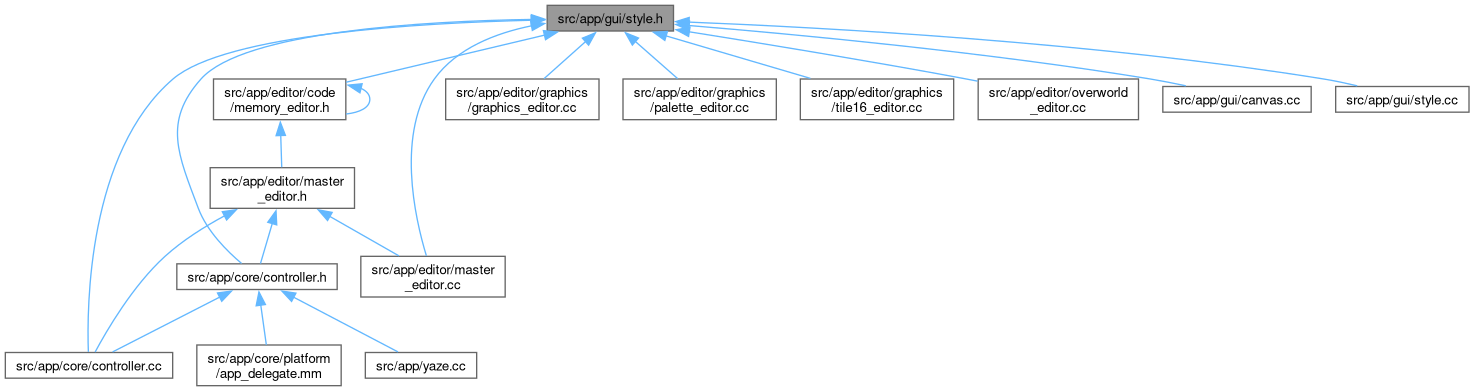 src/app/gui/style.h
src/app/editor/code
/memory_editor.h
src/app/editor/graphics
/graphics_editor.cc
src/app/editor/graphics
/palette_editor.cc
src/app/editor/graphics
/tile16_editor.cc
src/app/editor/overworld
_editor.cc
src/app/gui/canvas.cc
src/app/gui/style.cc
src/app/editor/master
_editor.h
src/app/core/controller.h
src/app/editor/master
_editor.cc
src/app/core/controller.cc
src/app/core/platform
/app_delegate.mm
src/app/yaze.cc